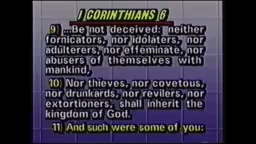 I CORINTHIANS 6
9) ...Be not deceived: neither
fornicators, nor idolaters, nor
adulterers, nor effeminate, nor
abusers of themselves with
mankind,
10) Nor thieves, nor covetous,
nor drunkards, nor revilers, nor
extortioners, shall inherit the
kingdom of God.
11) And such were some of you: